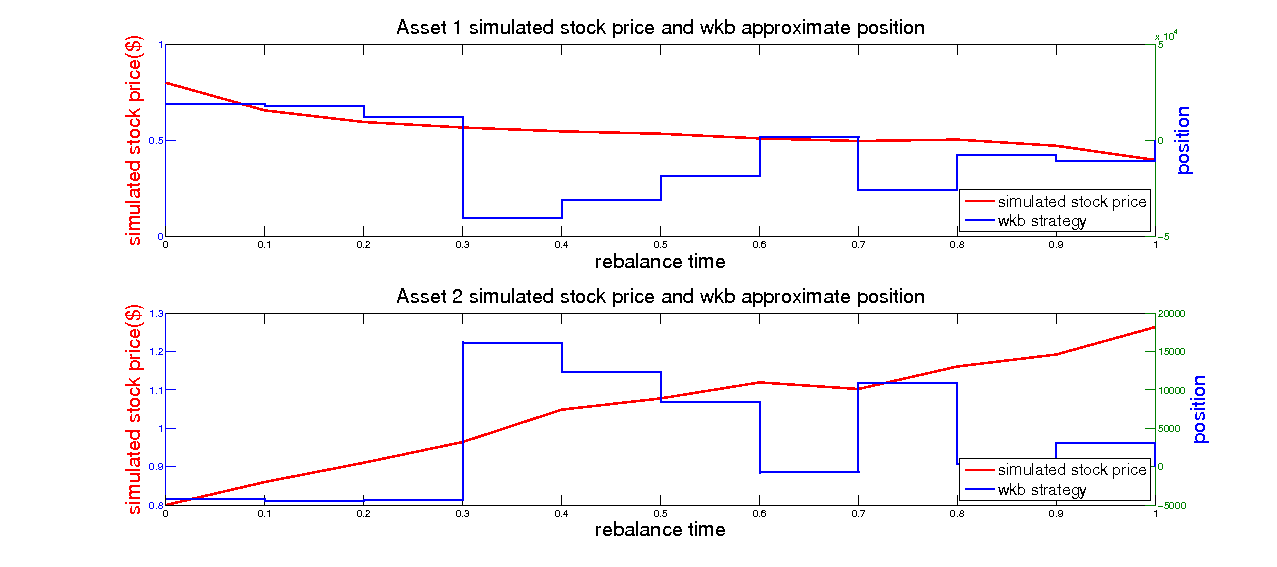 Asset 1 simulated stock price and wkb approximate position
x 10^4
simulated stock price($)
1
0.5
0
5
0
-5
position
simulated stock price
wkb strategy
0 0.1 0.2 0.3 0.4 0.5 0.6 0.7 0.8 0.9 1
rebalance time
Asset 2 simulated stock price and wkb approximate position
simulated stock price($)
1.3
1.2
1.1
1
0.9
0.8
20000
15000
10000
5000
0
-5000
position
simulated stock price
wkb strategy
0 0.1 0.2 0.3 0.4 0.5 0.6 0.7 0.8 0.9 1
rebalance time